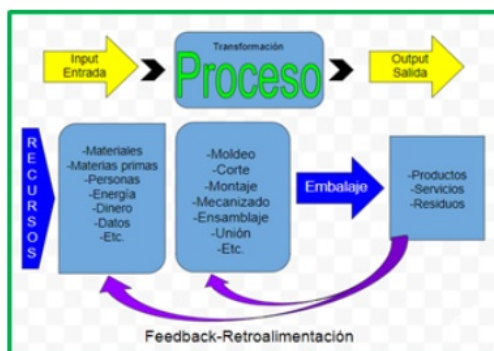 Input
Entrada
Transformación
Proceso
Output
Salida
RECURSOS
-Materiales
-Materias primas
-Personas
-Energía
-Dinero
-Datos
-Etc.
-Moldeo
-Corte
-Montaje
-Mecanizado
-Ensamblaje
-Unión
-Etc.
Embalaje
-Productos
-Servicios
-Residuos
Feedback-Retroalimentación